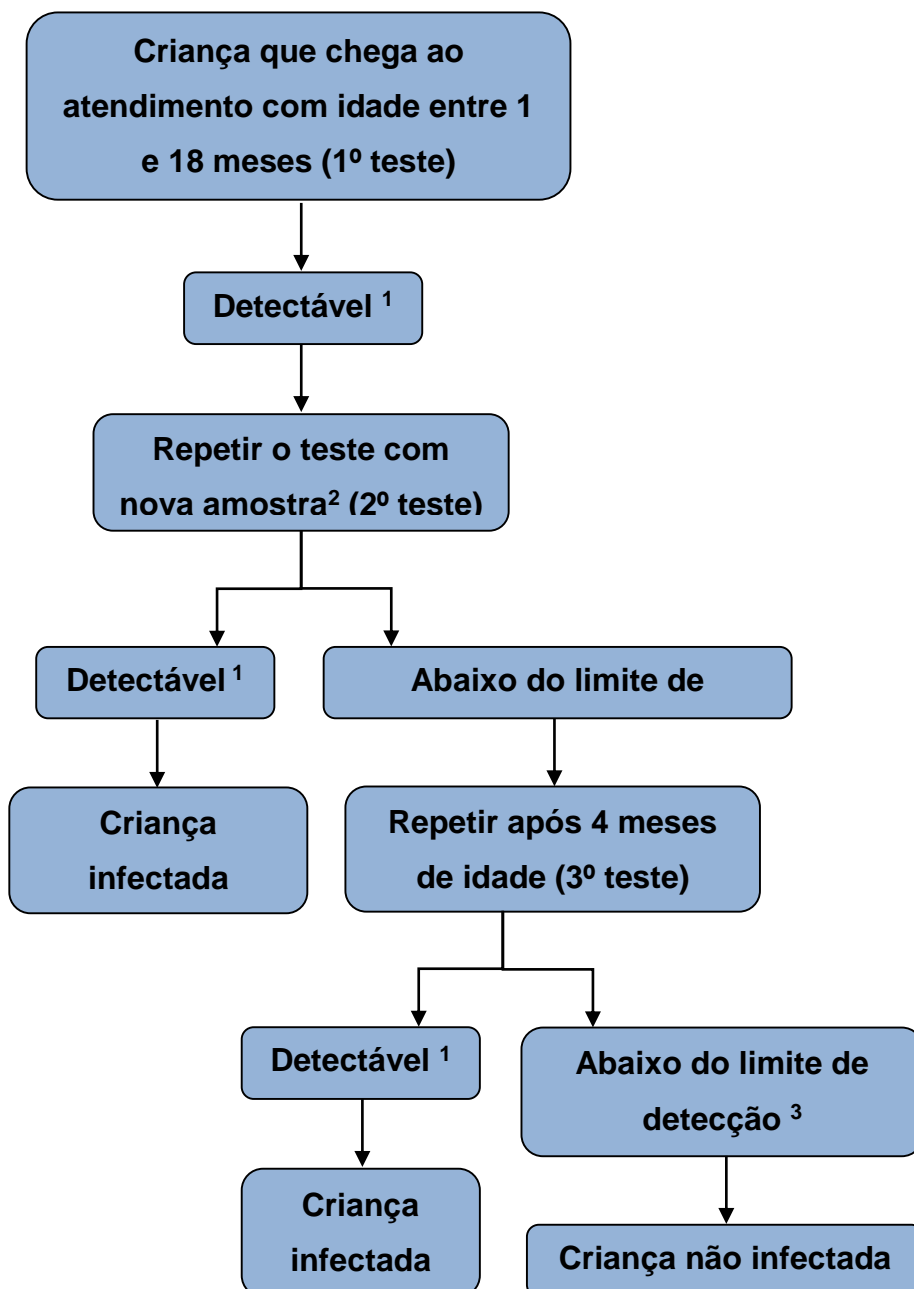 Criança que chega ao
atendimento com idade entre 1
e 18 meses (1º teste)
Detectável ¹
Repetir o teste com
nova amostra² (2º teste)
Detectável ¹
Abaixo do limite de
Criança
infectada
Repetir após 4 meses
de idade (3º teste)
Detectável ¹
Abaixo do limite de
detecção ³
Criança
infectada
Criança não infectada